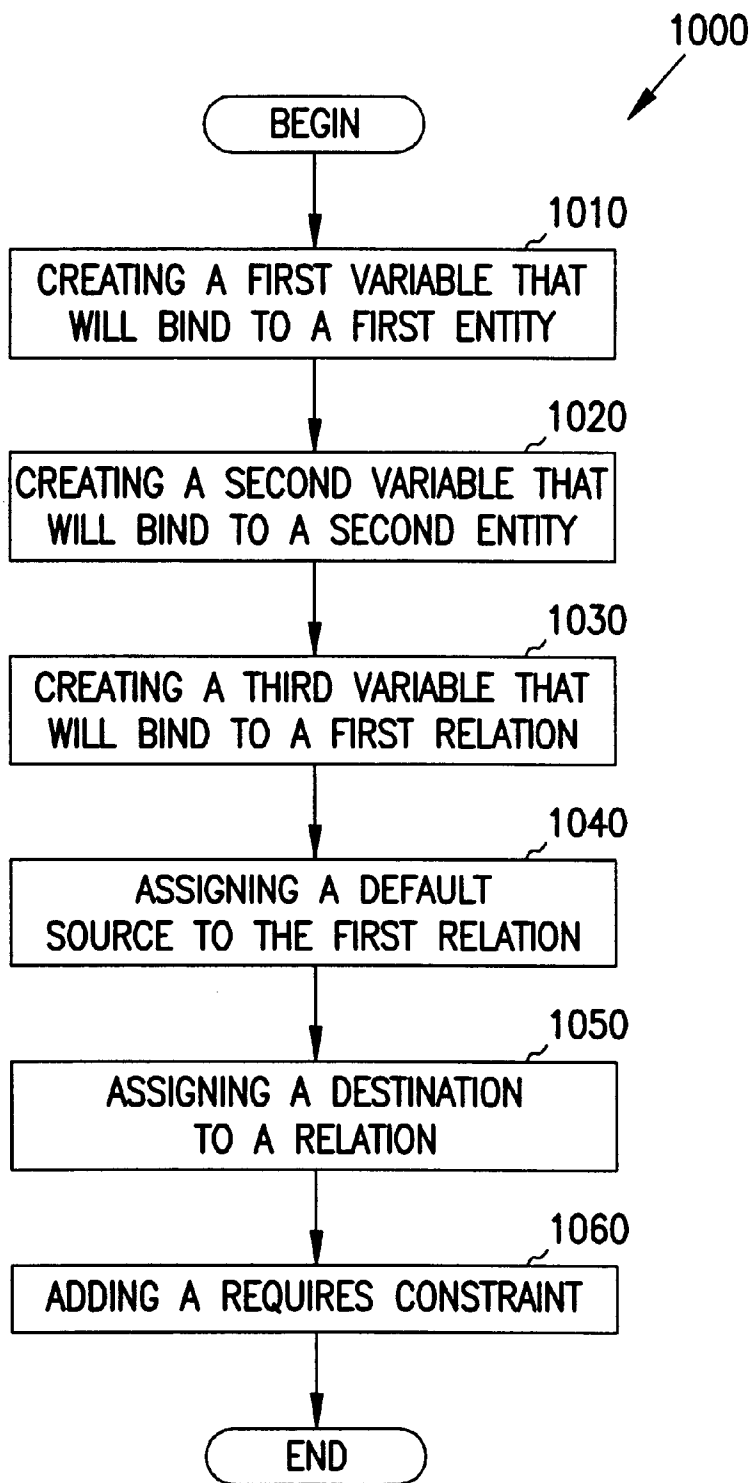 1000
BEGIN
1010
CREATING A FIRST VARIABLE THAT
WILL BIND TO A FIRST ENTITY
1020
CREATING A SECOND VARIABLE THAT
WILL BIND TO A SECOND ENTITY
1030
CREATING A THIRD VARIABLE THAT
WILL BIND TO A FIRST RELATION
1040
ASSIGNING A DEFAULT
SOURCE TO THE FIRST RELATION
1050
ASSIGNING A DESTINATION
TO A RELATION
1060
ADDING A REQUIRES CONSTRAINT
END